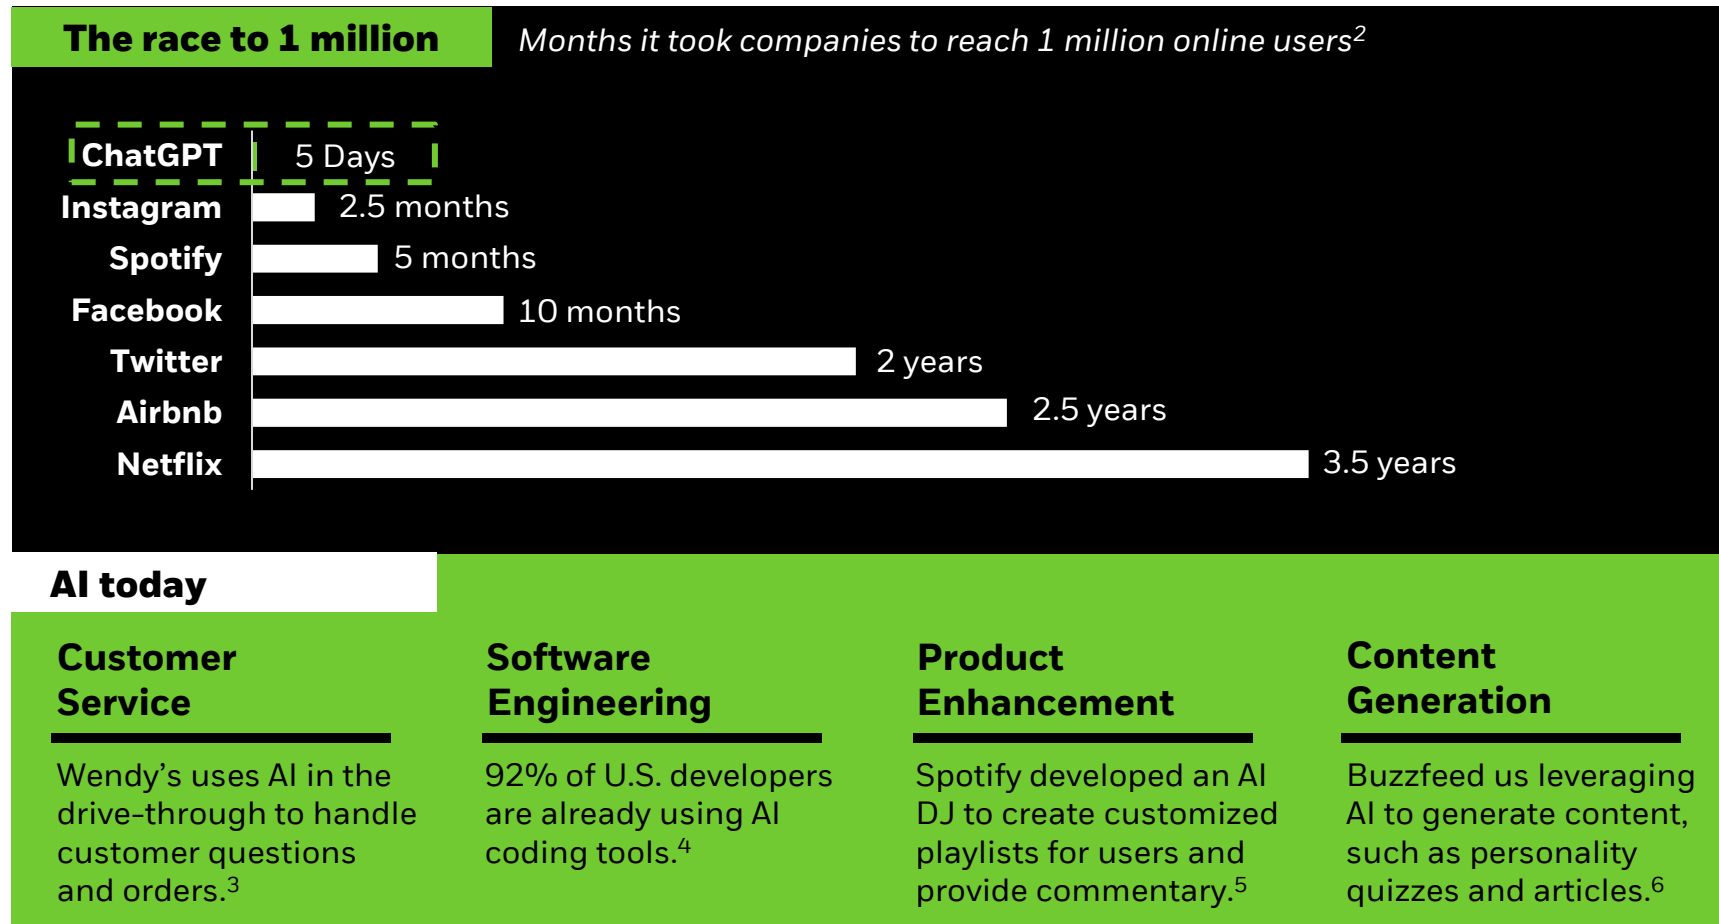 The race to 1 million
Months it took companies to reach 1 million online users²
ChatGPT 5 Days
Instagram 2.5 months
Spotify 5 months
Facebook 10 months
Twitter 2 years
Airbnb 2.5 years
Netflix 3.5 years
AI today
Customer
Service
Wendy’s uses AI in the
drive-through to handle
customer questions
and orders.³
Software
Engineering
92% of U.S. developers
are already using AI
coding tools.⁴
Product
Enhancement
Spotify developed an AI
DJ to create customized
playlists for users and
provide commentary.⁵
Content
Generation
Buzzfeed us leveraging
AI to generate content,
such as personality
quizzes and articles.⁶